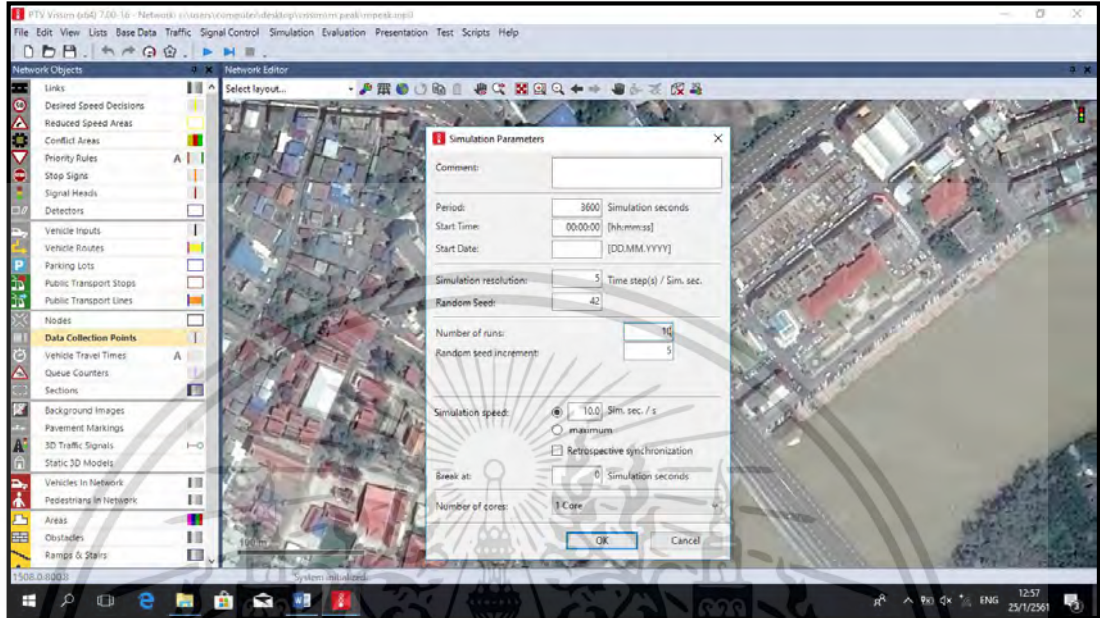 PTV Vissim (x64) 7.00-16 - Network:
File Edit View Lists Base Data Traffic Signal Control Simulation Evaluation Presentation Test Scripts Help
Network Objects
Network Editor
Select layout...
Links
Desired Speed Decisions
Reduced Speed Areas
Conflict Areas
Priority Rules A
Stop Signs
Signal Heads
Detectors
Vehicle Inputs
Vehicle Routes
Parking Lots
Public Transport Stops
Public Transport Lines
Nodes
Data Collection Points
Vehicle Travel Times A
Queue Counters
Sections
Background Images
Pavement Markings
3D Traffic Signals
Static 3D Models
Vehicles In Network
Pedestrians In Network
Areas
Obstacles
Ramps & Stairs
Simulation Parameters
Comment:
Period: 3600 Simulation seconds
Start Time: 00:00:00 [hh:mm:ss]
Start Date: [DD.MM.YYYY]
Simulation resolution: 5 Time step(s) / Sim. sec.
Random Seed: 42
Number of runs: 10
Random seed increment: 5
Simulation speed: 10.0 Sim. sec. / s
maximum
Retrospective synchronization
Break at: 0 Simulation seconds
Number of cores: 1 Core
OK Cancel
100 m
1508.0:800.8 System initialized.
ENG
12:57
25/1/2561